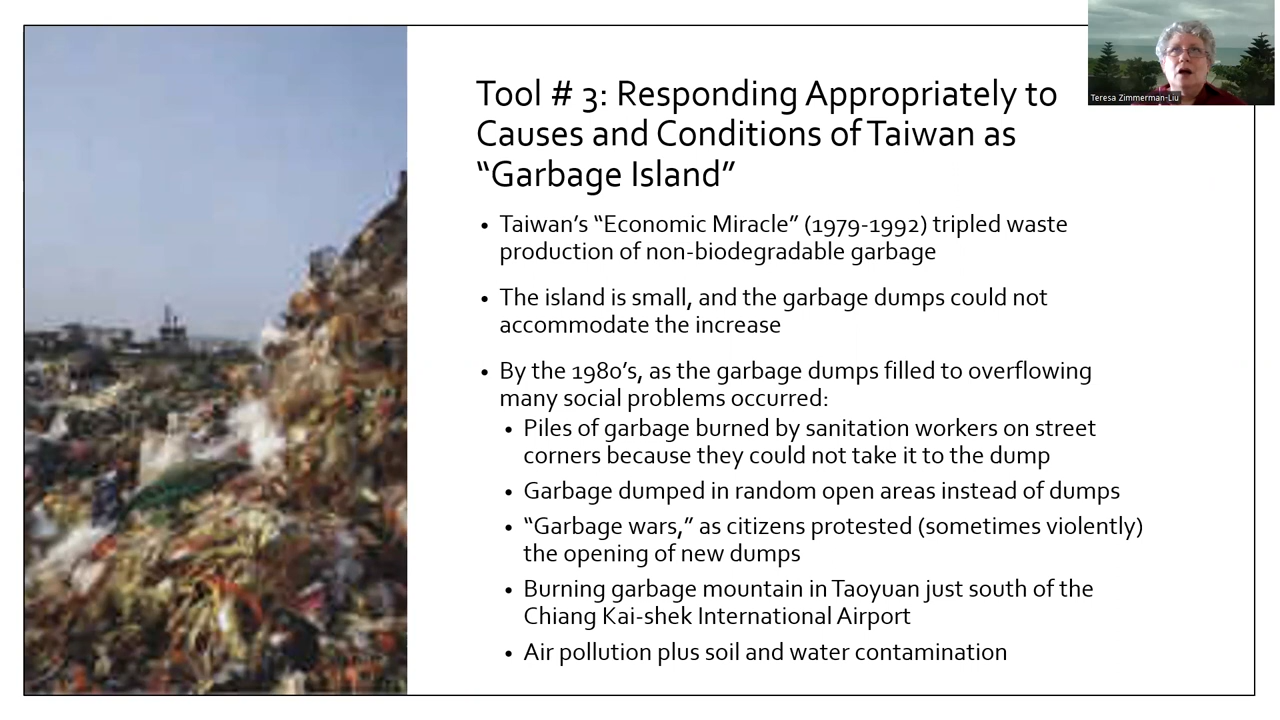 Tool # 3: Responding Appropriately to
Causes and Conditions of Taiwan as
“Garbage Island”
Teresa Zimmerman-Liu
• Taiwan’s “Economic Miracle” (1979-1992) tripled waste
production of non-biodegradable garbage
• The island is small, and the garbage dumps could not
accommodate the increase
• By the 1980’s, as the garbage dumps filled to overflowing
many social problems occurred:
• Piles of garbage burned by sanitation workers on street
corners because they could not take it to the dump
• Garbage dumped in random open areas instead of dumps
• “Garbage wars,” as citizens protested (sometimes violently)
the opening of new dumps
• Burning garbage mountain in Taoyuan just south of the
Chiang Kai-shek International Airport
• Air pollution plus soil and water contamination